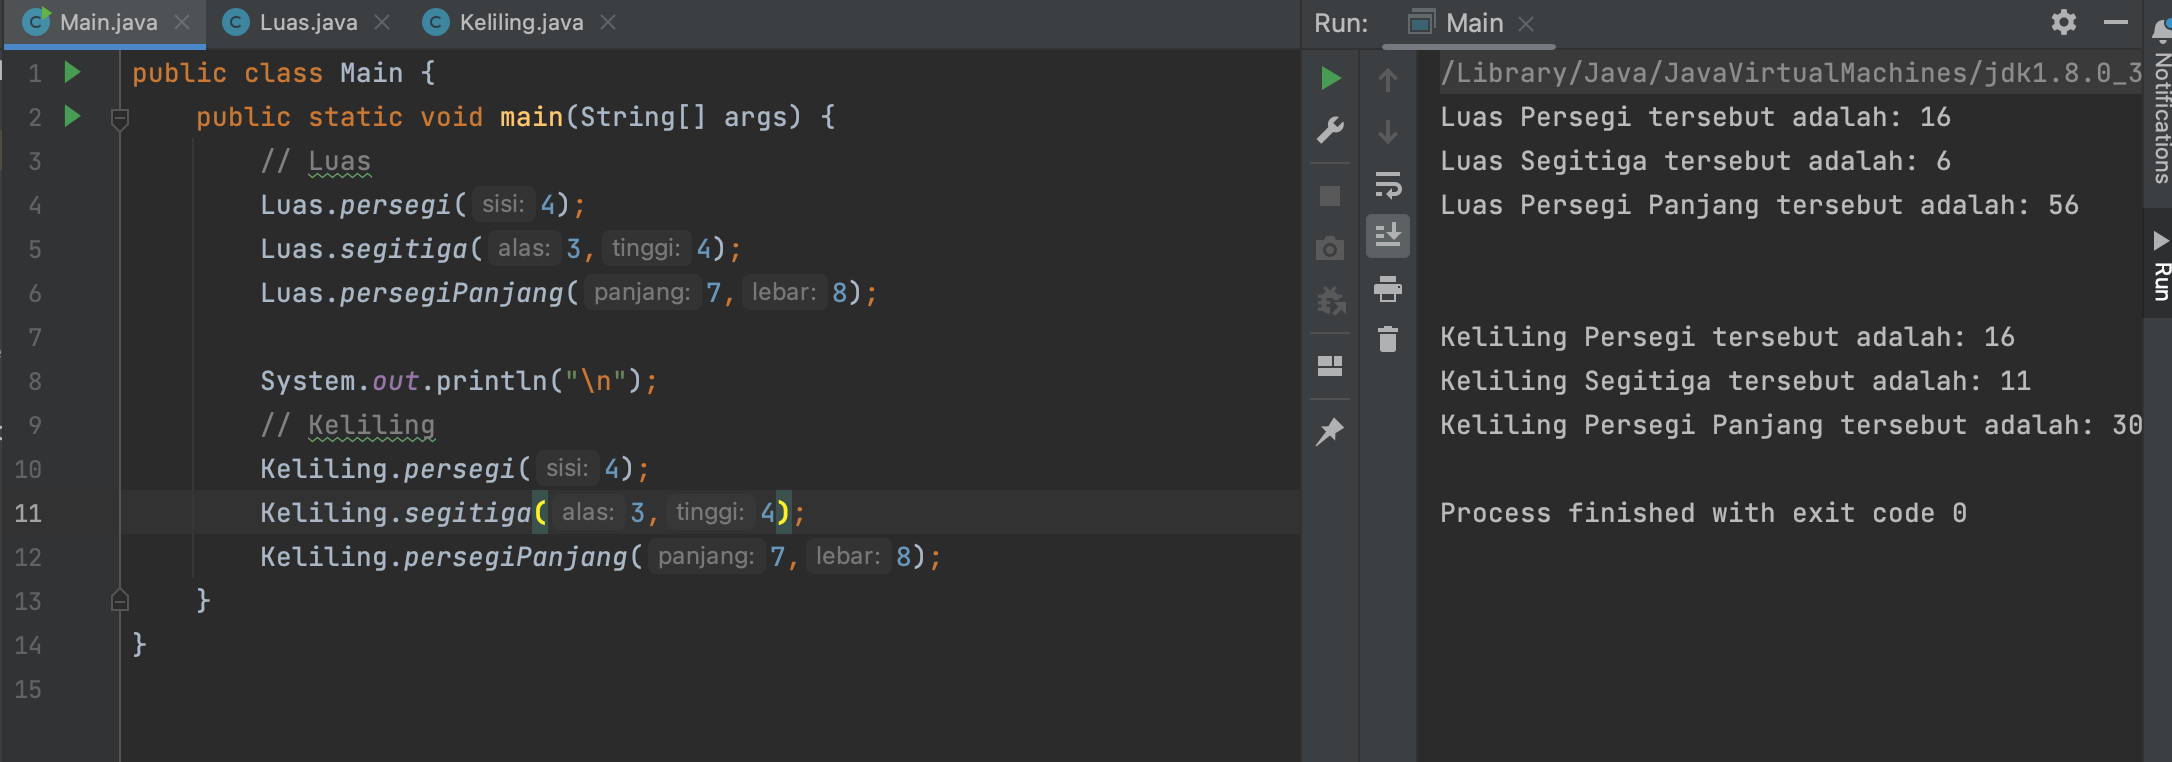 Main.java
Luas.java
Keliling.java
1 public class Main {
2 public static void main(String[] args) {
3 // Luas
4 Luas.persegi( sisi: 4);
5 Luas.segitiga( alas: 3, tinggi: 4);
6 Luas.persegiPanjang( panjang: 7, lebar: 8);
7
8 System.out.println("\n");
9 // Keliling
10 Keliling.persegi( sisi: 4);
11 Keliling.segitiga( alas: 3, tinggi: 4);
12 Keliling.persegiPanjang( panjang: 7, lebar: 8);
13 }
14 }
15
Run: Main
/Library/Java/JavaVirtualMachines/jdk1.8.0_3
Luas Persegi tersebut adalah: 16
Luas Segitiga tersebut adalah: 6
Luas Persegi Panjang tersebut adalah: 56
Keliling Persegi tersebut adalah: 16
Keliling Segitiga tersebut adalah: 11
Keliling Persegi Panjang tersebut adalah: 30
Process finished with exit code 0
Notifications
Run